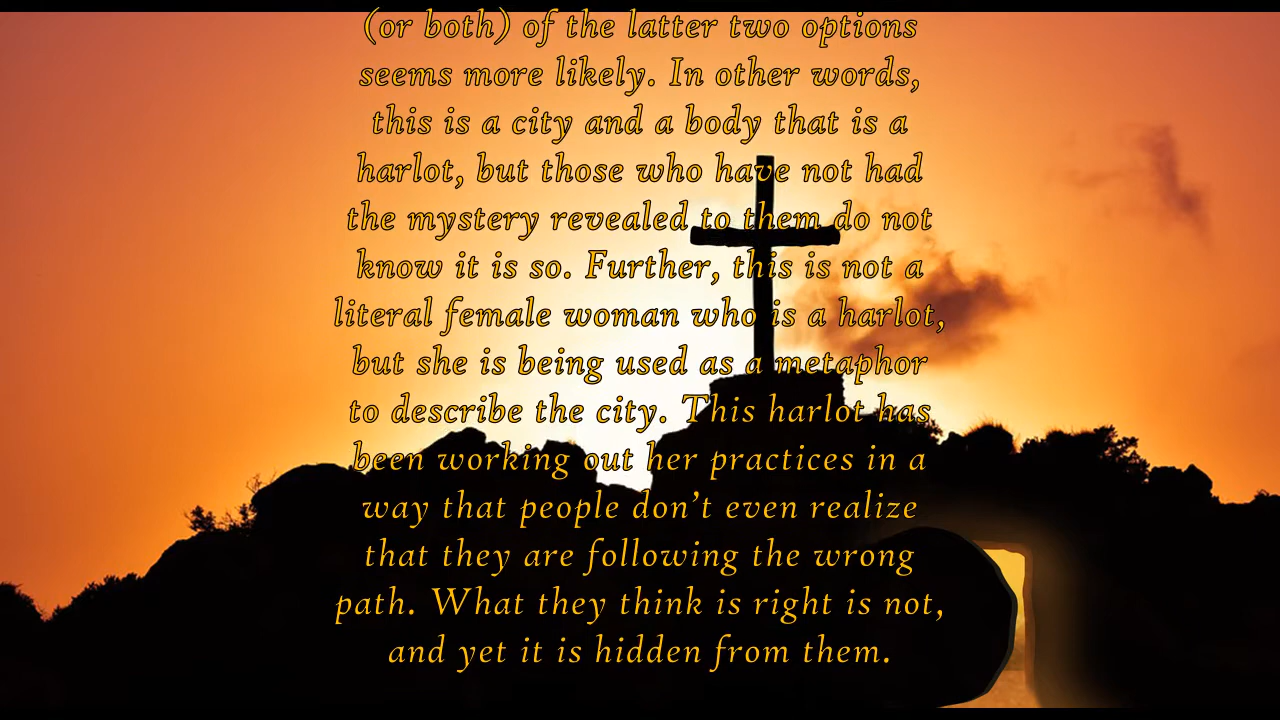 (or both) of the latter two options
seems more likely. In other words,
this is a city and a body that is a
harlot, but those who have not had
the mystery revealed to them do not
know it is so. Further, this is not a
literal female woman who is a harlot,
but she is being used as a metaphor
to describe the city. This harlot has
been working out her practices in a
way that people don’t even realize
that they are following the wrong
path. What they think is right is not,
and yet it is hidden from them.